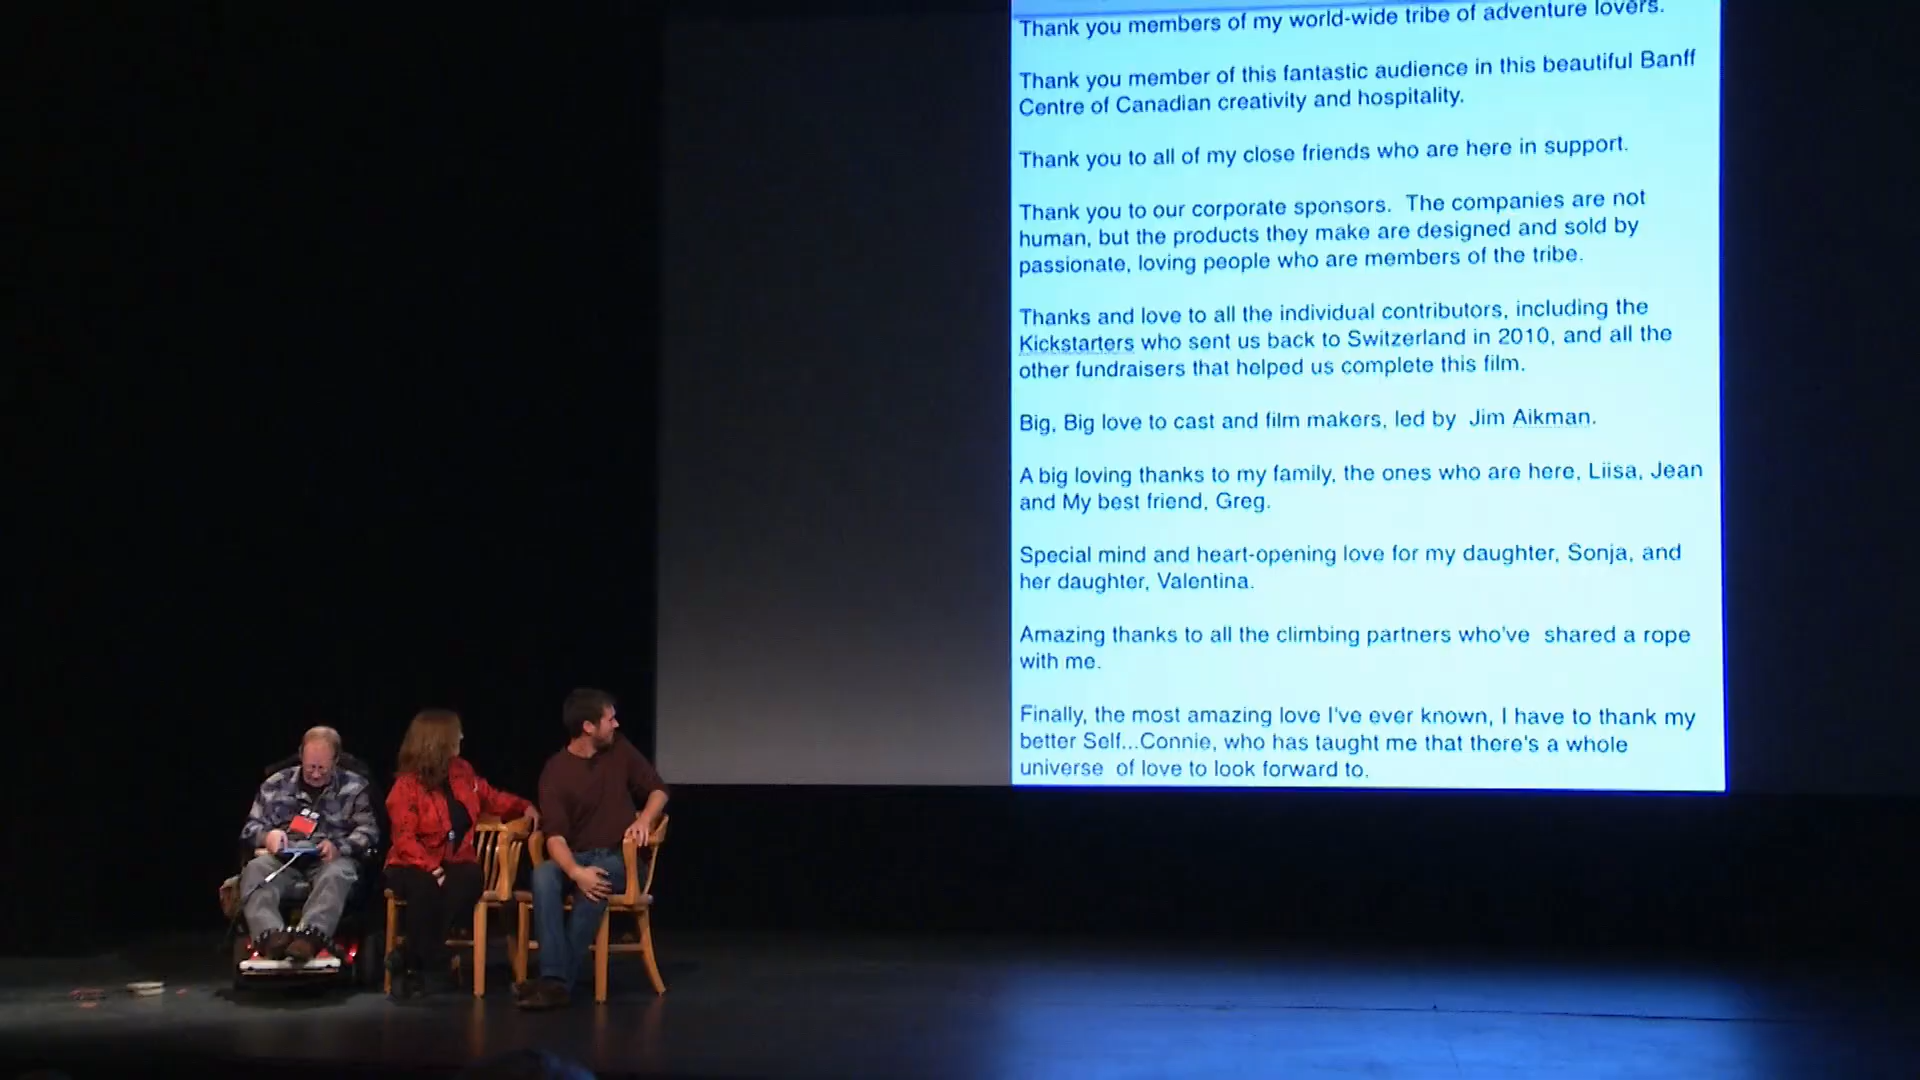 Thank you members of my world-wide tribe of adventure lovers.
Thank you member of this fantastic audience in this beautiful Banff
Centre of Canadian creativity and hospitality.
Thank you to all of my close friends who are here in support.
Thank you to our corporate sponsors.  The companies are not
human, but the products they make are designed and sold by
passionate, loving people who are members of the tribe.
Thanks and love to all the individual contributors, including the
Kickstarters who sent us back to Switzerland in 2010, and all the
other fundraisers that helped us complete this film.
Big, Big love to cast and film makers, led by  Jim Aikman.
A big loving thanks to my family, the ones who are here, Liisa, Jean
and My best friend, Greg.
Special mind and heart-opening love for my daughter, Sonja, and
her daughter, Valentina.
Amazing thanks to all the climbing partners who've  shared a rope
with me.
Finally, the most amazing love I've ever known, I have to thank my
better Self...Connie, who has taught me that there's a whole
universe  of love to look forward to.